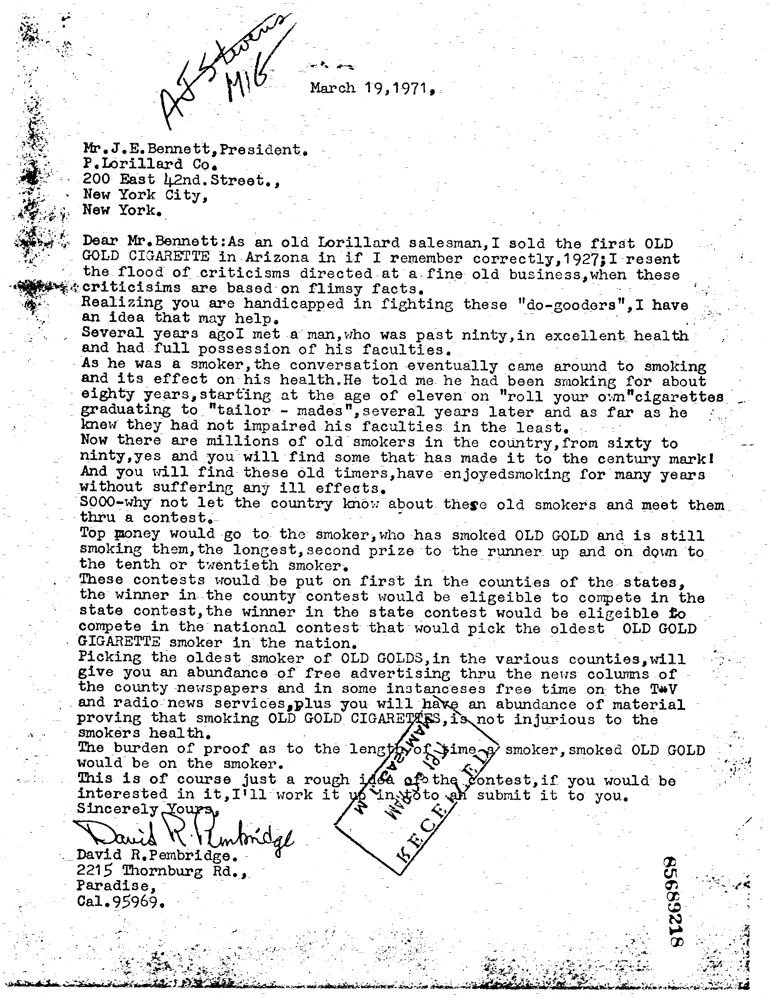 AJ Stevens
MIG
March 19,1971,
Mr.J.E.Bennett,President.
P.Lorillard Co.
200 East 42nd.Street.,
New York City,
New York.
Dear Mr.Bennett:As an old Lorillard salesman,I sold the first OLD
GOLD CIGARETTE in Arizona in if I remember correctly,1927;I resent
the flood of criticisms directed at a fine old business,when these
criticisims are based on flimsy facts.
Realizing you are handicapped in fighting these "do-gooders",I have
an idea that may help.
Several years agoI met a man,who was past ninty,in excellent health
and had full possession of his faculties.
As he was a smoker,the conversation eventually came around to smoking
and its effect on his health.He told me he had been smoking for about
eighty years,starting at the age of eleven on "roll your own"cigarettes
graduating to "tailor - mades",several years later and as far as he
knew they had not impaired his faculties in the least.
Now there are millions of old smokers in the country,from sixty to
ninty,yes and you will find some that has made it to the century mark!
And you will find these old timers,have enjoyedsmoking for many years
without suffering any ill effects.
SOOO-why not let the country know about these old smokers and meet them
thru a contest.
Top money would go to the smoker,who has smoked OLD GOLD and is still
smoking them,the longest,second prize to the runner up and on down to
the tenth or twentieth smoker.
These contests would be put on first in the counties of the states,
the winner in the county contest would be eligeible to compete in the
state contest,the winner in the state contest would be eligeible to
compete in the national contest that would pick the oldest OLD GOLD
GIGARETTE smoker in the nation.
Picking the oldest smoker of OLD GOLDS,in the various counties,will
give you an abundance of free advertising thru the news columns of
the county newspapers and in some instanceses free time on the T*V
and radio news services,plus you will have an abundance of material
proving that smoking OLD GOLD CIGARETTES,is not injurious to the
smokers health.
The burden of proof as to the length of time a smoker,smoked OLD GOLD
would be on the smoker.
This is of course just a rough idea of the contest,if you would be
interested in it,I'll work it up in toto an submit it to you.
Sincerely Yours,
David R. Pembridge
David R.Pembridge.
2215 Thornburg Rd.,
Paradise,
Cal.95969.
RECEIVED
85689218